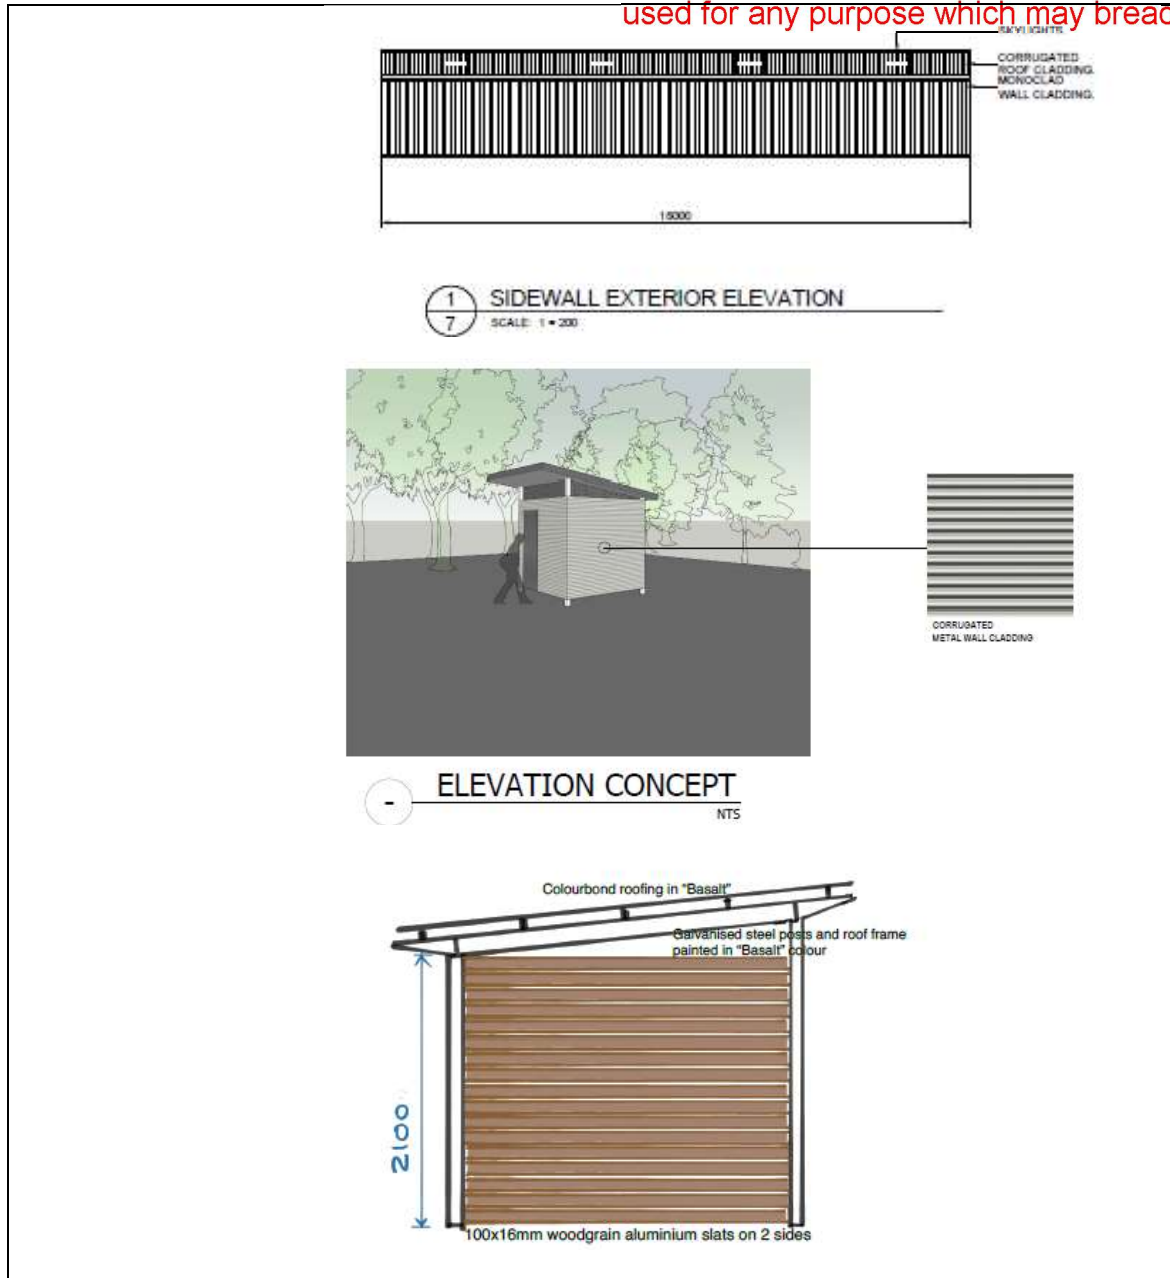 used for any purpose which may breac
SKYLIGHTS
CORRUGATED
ROOF CLADDING.
MONOCLAD
WALL CLADDING.
1
7
SIDEWALL EXTERIOR ELEVATION
SCALE: 1 = 200
CORRUGATED
METAL WALL CLADDING
-
ELEVATION CONCEPT
NTS
Colourbond roofing in "Basalt"
Galvanised steel posts and roof frame
painted in "Basalt" colour
2100
100x16mm woodgrain aluminium slats on 2 sides